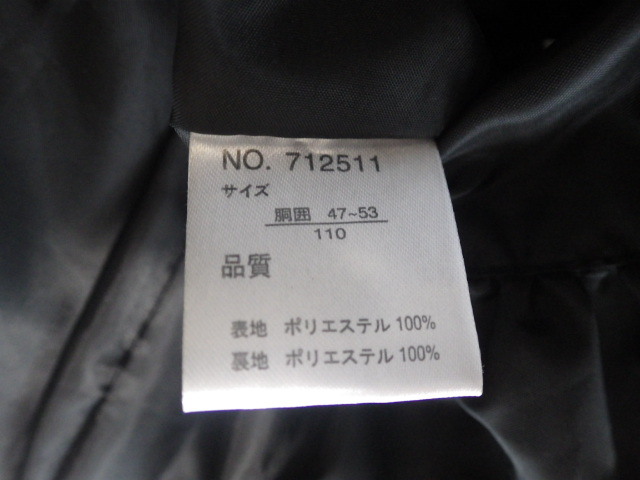 NO. 712511
サイズ
胴囲 47~53
110
品質
表地 ポリエステル 100%
裏地 ポリエステル 100%